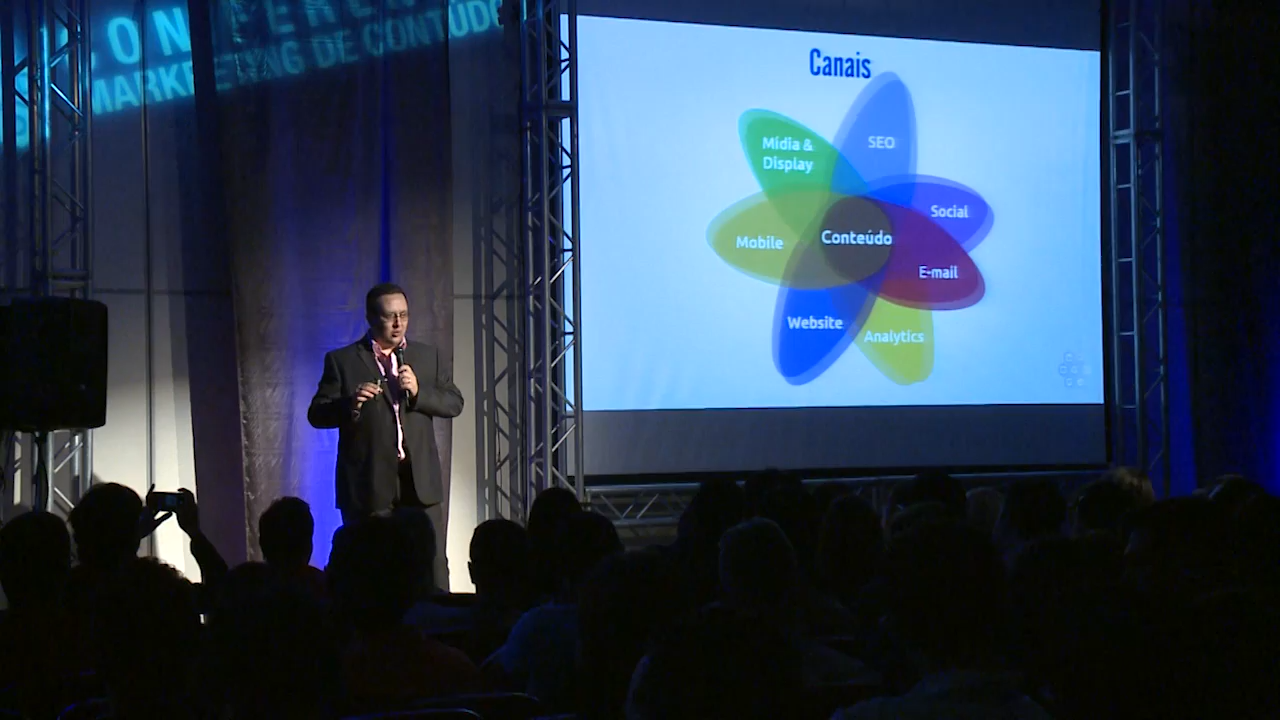 MARKETING DE CONTEÚDO
Canais
Mídia &
Display
SEO
Social
Mobile
Conteúdo
E-mail
Website
Analytics